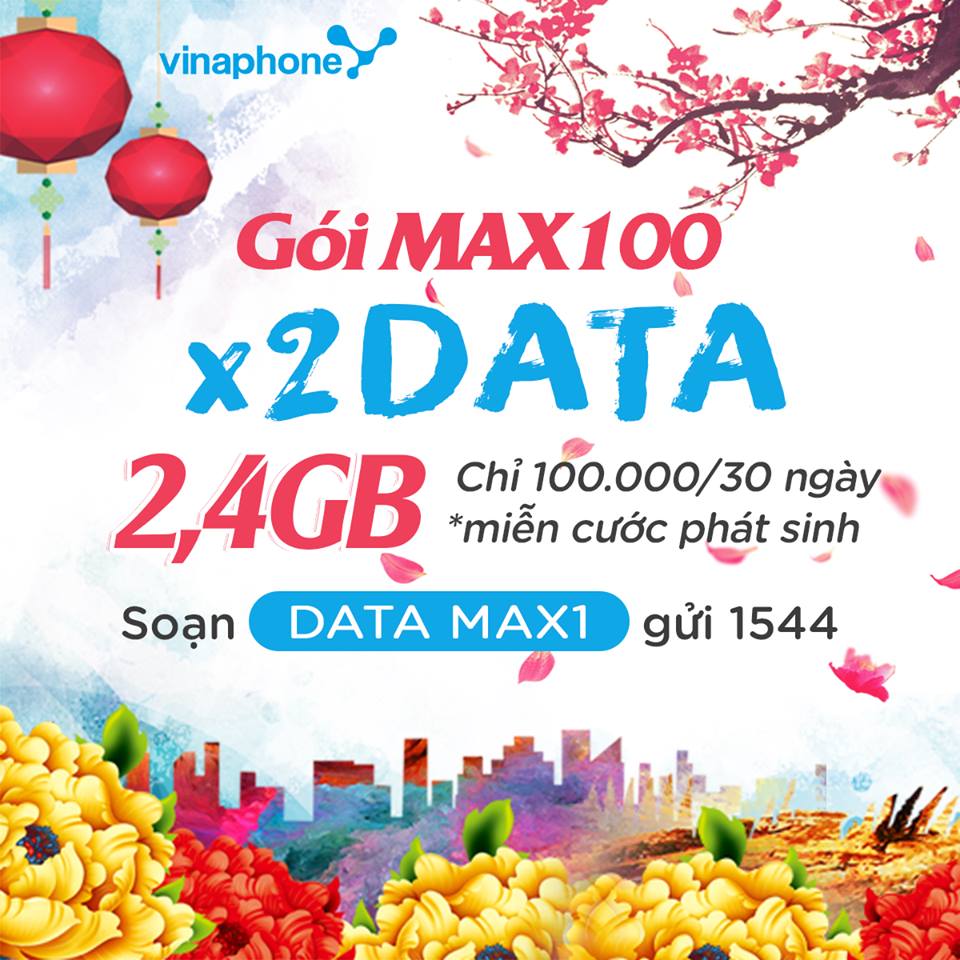 vinaphone
Gói MAX100
x2DATA
2,4GB
Chỉ 100.000/30 ngày
*miễn cước phát sinh
Soạn DATA MAX1 gửi 1544